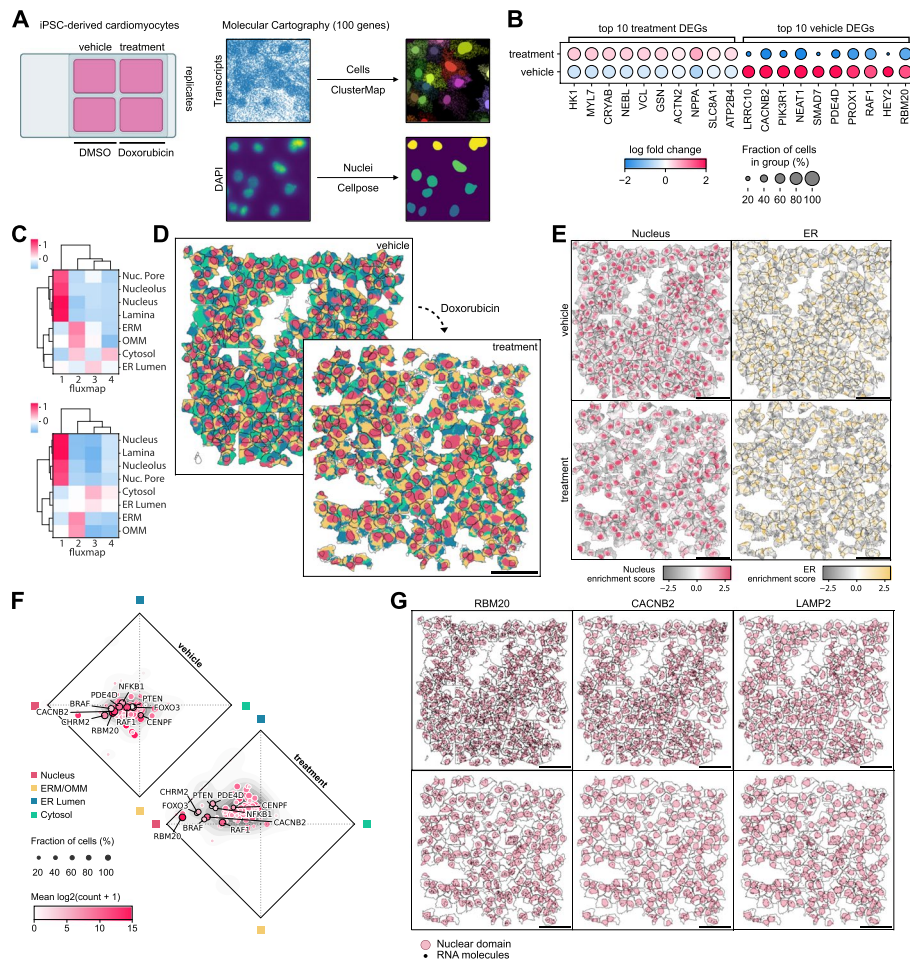 A
iPSC-derived cardiomyocytes
vehicle
treatment
replicates
DMSO
Doxorubicin
Molecular Cartography (100 genes)
Transcripts
Cells
ClusterMap
DAPI
Nuclei
Cellpose
B
top 10 treatment DEGs
top 10 vehicle DEGs
treatment
vehicle
HK1
MYL7
CRYAB
NEBL
VCL
GSN
ACTN2
NPPA
SLC8A1
ATP2B4
LRRC10
CACNB2
PIK3R1
NEAT1
SMAD7
PDE4D
PROX1
RAF1
HEY2
RBM20
log fold change
−2 0 2
Fraction of cells
in group (%)
20 40 60 80 100
C
1
0
Nuc. Pore
Nucleolus
Nucleus
Lamina
ERM
OMM
Cytosol
ER Lumen
1 2 3 4
fluxmap
1
0
Nucleus
Lamina
Nucleolus
Nuc. Pore
Cytosol
ER Lumen
ERM
OMM
1 2 3 4
fluxmap
D
vehicle
Doxorubicin
treatment
E
Nucleus
ER
vehicle
treatment
Nucleus
enrichment score
−2.5 0.0 2.5
ER
enrichment score
−2.5 0.0 2.5
F
vehicle
NFKB1
PDE4D
PTEN
BRAF
FOXO3
CACNB2
CHRM2
RAF1
CENPF
RBM20
treatment
CHRM2
PTEN
PDE4D
FOXO3
CENPF
NFKB1
CACNB2
BRAF
RAF1
RBM20
Nucleus
ERM/OMM
ER Lumen
Cytosol
Fraction of cells (%)
20 40 60 80 100
Mean log2(count + 1)
0 5 10 15
G
RBM20
CACNB2
LAMP2
Nuclear domain
RNA molecules